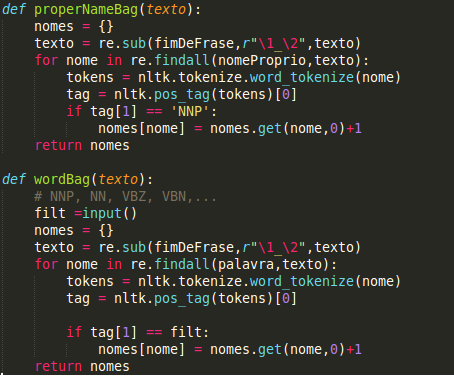 def properNameBag(texto):
    nomes = {}
    texto = re.sub(fimDeFrase,r"\1_\2",texto)
    for nome in re.findall(nomeProprio,texto):
        tokens = nltk.tokenize.word_tokenize(nome)
        tag = nltk.pos_tag(tokens)[0]
        if tag[1] == 'NNP':
            nomes[nome] = nomes.get(nome,0)+1
    return nomes

def wordBag(texto):
    # NNP, NN, VBZ, VBN,...
    filt =input()
    nomes = {}
    texto = re.sub(fimDeFrase,r"\1_\2",texto)
    for nome in re.findall(palavra,texto):
        tokens = nltk.tokenize.word_tokenize(nome)
        tag = nltk.pos_tag(tokens)[0]

        if tag[1] == filt:
            nomes[nome] = nomes.get(nome,0)+1
    return nomes